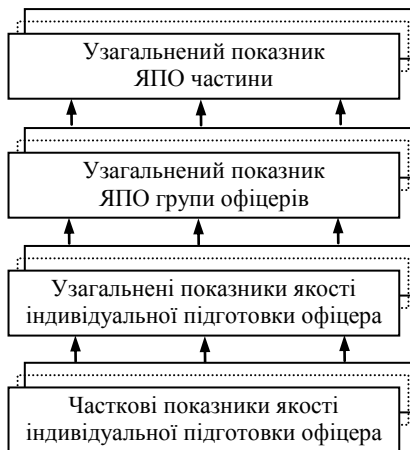 Узагальнений показник
ЯПО частини
Узагальнений показник
ЯПО групи офіцерів
Узагальнені показники якості
індивідуальної підготовки офіцера
Часткові показники якості
індивідуальної підготовки офіцера